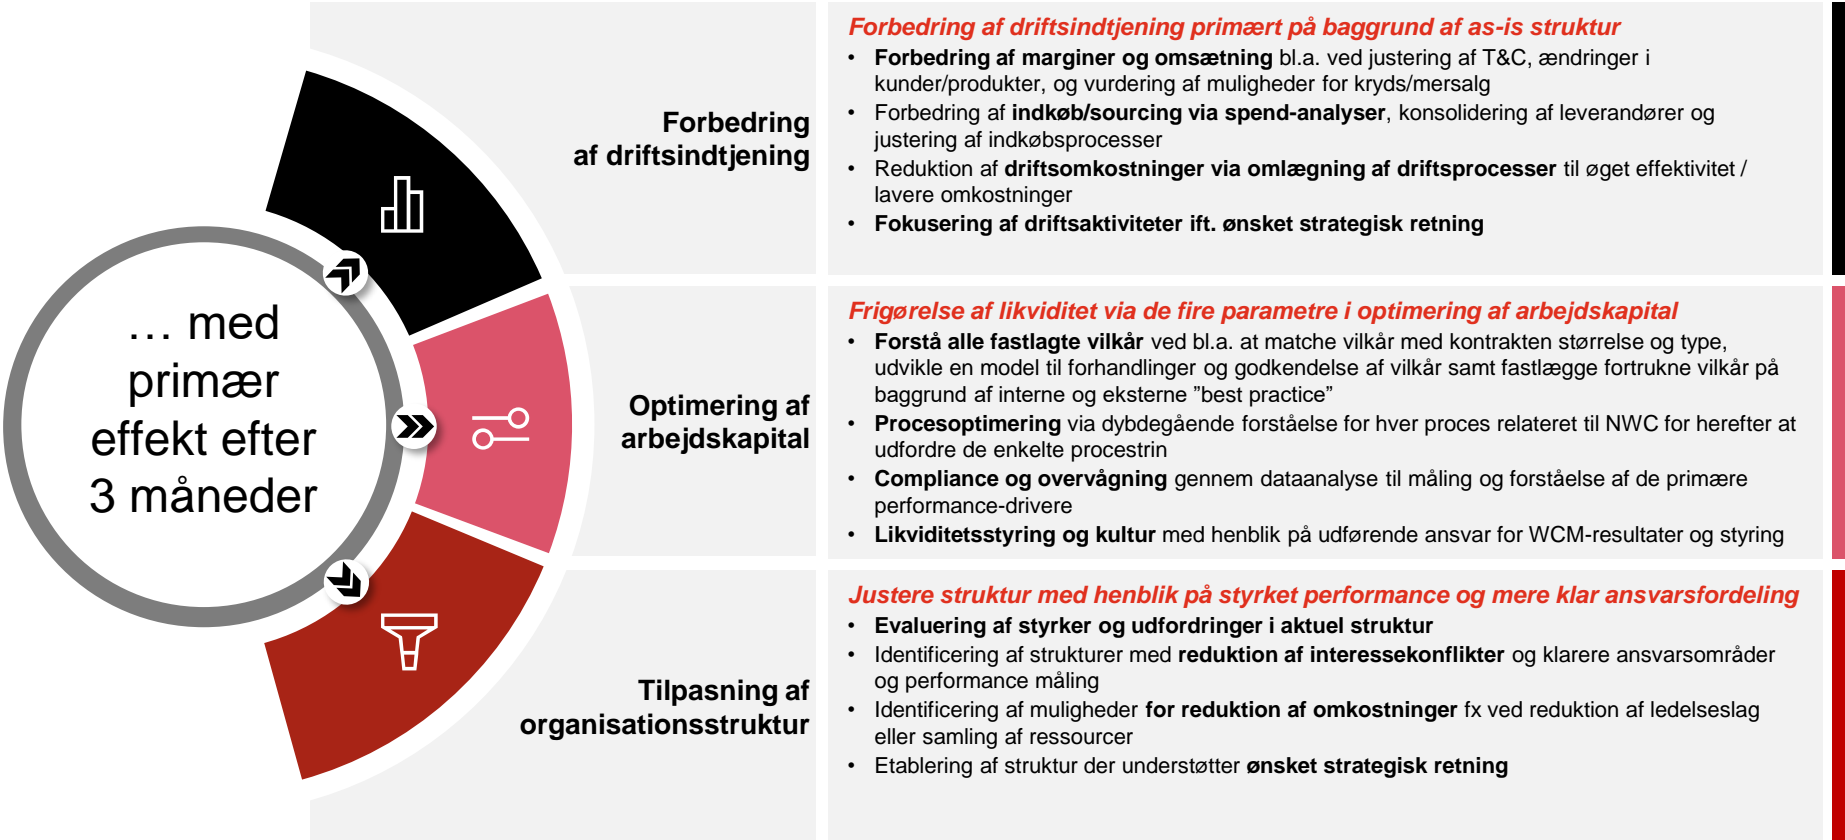 … med
primær
effekt efter
3 måneder
Forbedring
af driftsindtjening
Forbedring af driftsindtjening primært på baggrund af as-is struktur
• Forbedring af marginer og omsætning bl.a. ved justering af T&C, ændringer i
kunder/produkter, og vurdering af muligheder for kryds/mersalg
• Forbedring af indkøb/sourcing via spend-analyser, konsolidering af leverandører og
justering af indkøbsprocesser
• Reduktion af driftsomkostninger via omlægning af driftsprocesser til øget effektivitet /
lavere omkostninger
• Fokusering af driftsaktiviteter ift. ønsket strategisk retning
Optimering af
arbejdskapital
Frigørelse af likviditet via de fire parametre i optimering af arbejdskapital
• Forstå alle fastlagte vilkår ved bl.a. at matche vilkår med kontrakten størrelse og type,
udvikle en model til forhandlinger og godkendelse af vilkår samt fastlægge fortrukne vilkår på
baggrund af interne og eksterne ”best practice”
• Procesoptimering via dybdegående forståelse for hver proces relateret til NWC for herefter at
udfordre de enkelte procestrin
• Compliance og overvågning gennem dataanalyse til måling og forståelse af de primære
performance-drivere
• Likviditetsstyring og kultur med henblik på udførende ansvar for WCM-resultater og styring
Tilpasning af
organisationsstruktur
Justere struktur med henblik på styrket performance og mere klar ansvarsfordeling
• Evaluering af styrker og udfordringer i aktuel struktur
• Identificering af strukturer med reduktion af interessekonflikter og klarere ansvarsområder
og performance måling
• Identificering af muligheder for reduktion af omkostninger fx ved reduktion af ledelseslag
eller samling af ressourcer
• Etablering af struktur der understøtter ønsket strategisk retning